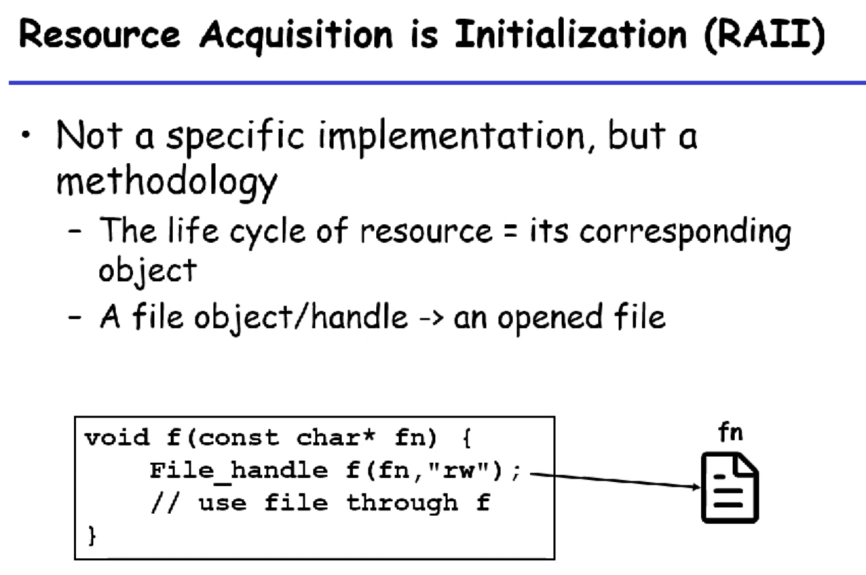 Resource Acquisition is Initialization (RAII)
• Not a specific implementation, but a
methodology
– The life cycle of resource = its corresponding
object
– A file object/handle -> an opened file
void f(const char* fn) {
    File_handle f(fn,"rw");
    // use file through f
}
fn